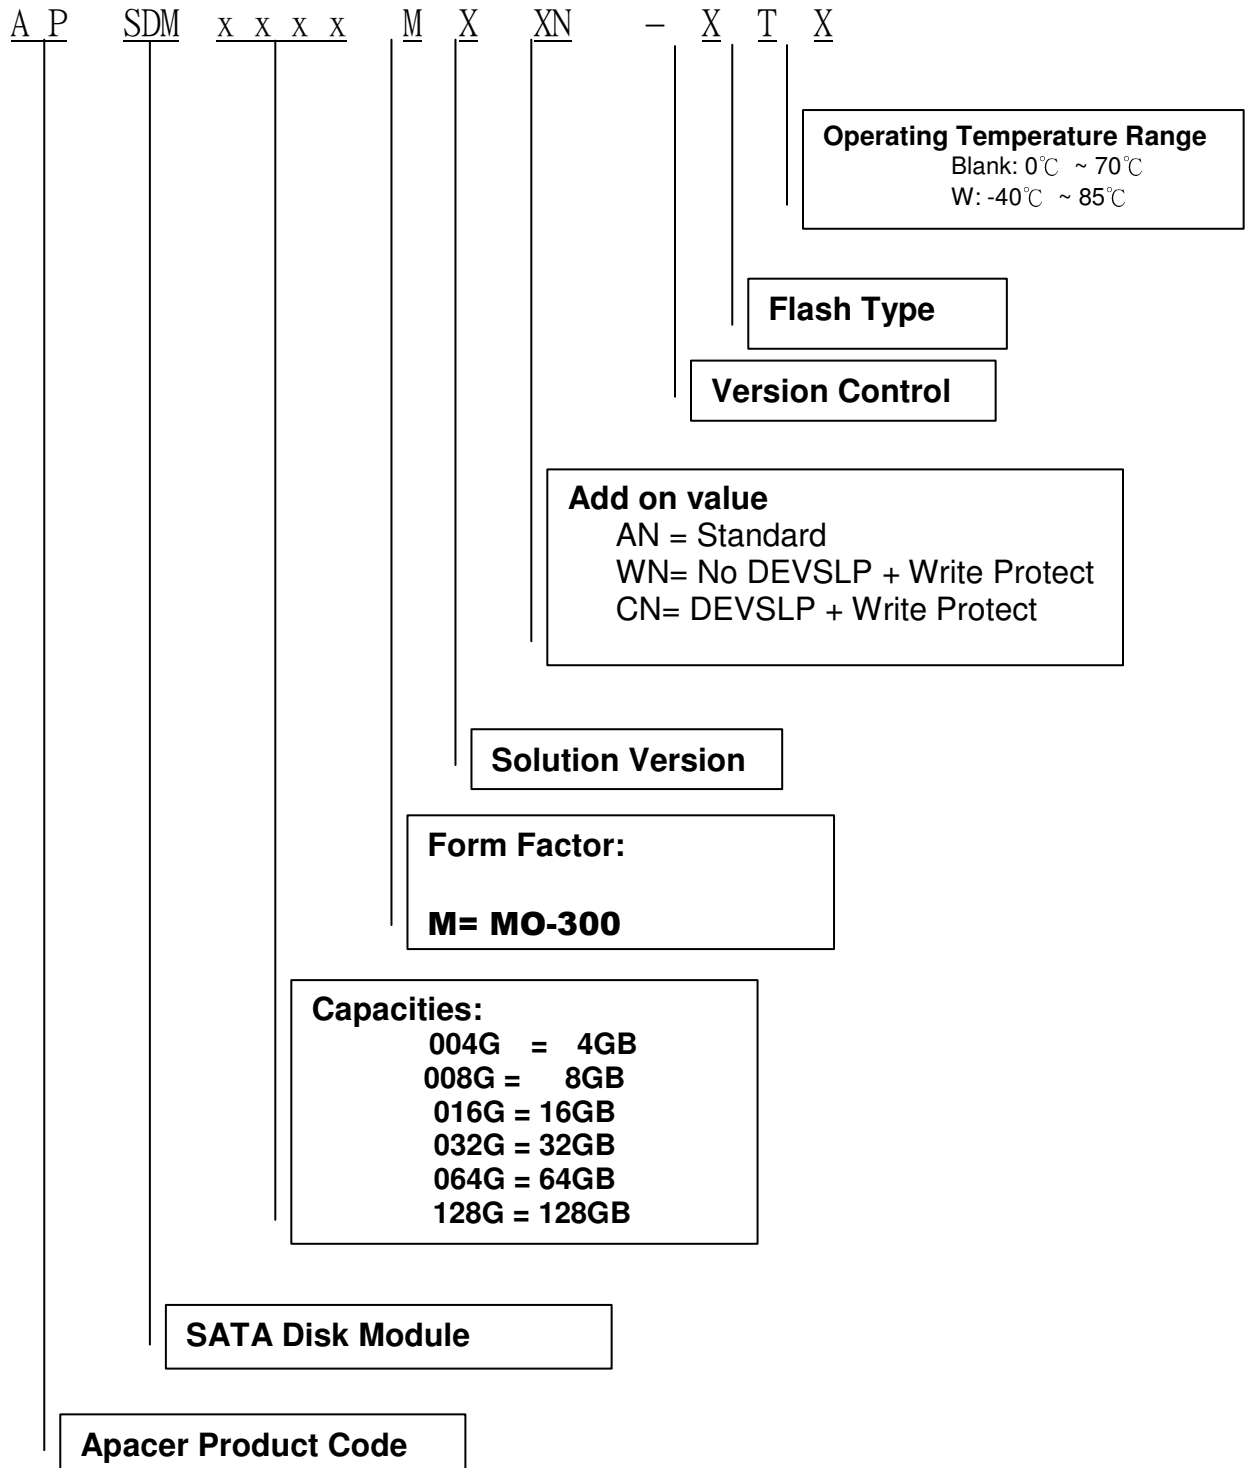 A P SDM x x x x M X XN - X T X
Operating Temperature Range
Blank: 0℃ ~ 70℃
W: -40℃ ~ 85℃
Flash Type
Version Control
Add on value
AN = Standard
WN= No DEVSLP + Write Protect
CN= DEVSLP + Write Protect
Solution Version
Form Factor:
M= MO-300
Capacities:
004G = 4GB
008G = 8GB
016G = 16GB
032G = 32GB
064G = 64GB
128G = 128GB
SATA Disk Module
Apacer Product Code